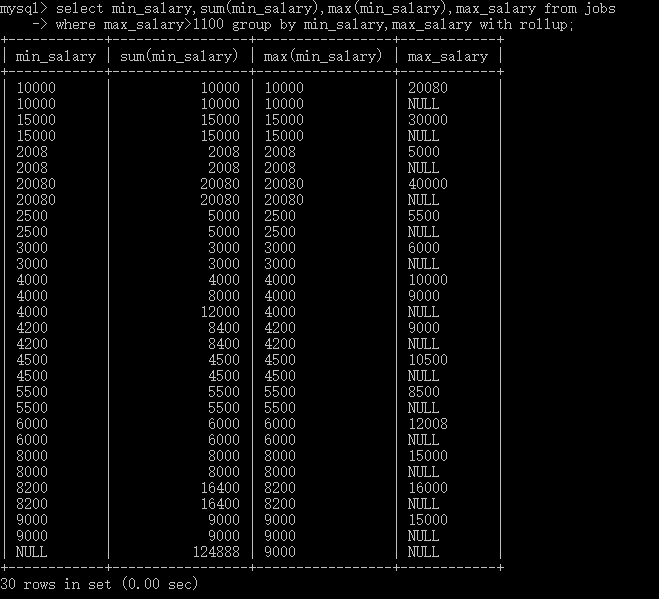 mysql> select min_salary,sum(min_salary),max(min_salary),max_salary from jobs
    -> where max_salary>1100 group by min_salary,max_salary with rollup;
+------------+-----------------+-----------------+------------+
| min_salary | sum(min_salary) | max(min_salary) | max_salary |
+------------+-----------------+-----------------+------------+
| 10000      |           10000 | 10000           | 20080      |
| 10000      |           10000 | 10000           | NULL       |
| 15000      |           15000 | 15000           | 30000      |
| 15000      |           15000 | 15000           | NULL       |
| 2008       |            2008 | 2008            | 5000       |
| 2008       |            2008 | 2008            | NULL       |
| 20080      |           20080 | 20080           | 40000      |
| 20080      |           20080 | 20080           | NULL       |
| 2500       |            5000 | 2500            | 5500       |
| 2500       |            5000 | 2500            | NULL       |
| 3000       |            3000 | 3000            | 6000       |
| 3000       |            3000 | 3000            | NULL       |
| 4000       |            4000 | 4000            | 10000      |
| 4000       |            8000 | 4000            | 9000       |
| 4000       |           12000 | 4000            | NULL       |
| 4200       |            8400 | 4200            | 9000       |
| 4200       |            8400 | 4200            | NULL       |
| 4500       |            4500 | 4500            | 10500      |
| 4500       |            4500 | 4500            | NULL       |
| 5500       |            5500 | 5500            | 8500       |
| 5500       |            5500 | 5500            | NULL       |
| 6000       |            6000 | 6000            | 12008      |
| 6000       |            6000 | 6000            | NULL       |
| 8000       |            8000 | 8000            | 15000      |
| 8000       |            8000 | 8000            | NULL       |
| 8200       |           16400 | 8200            | 16000      |
| 8200       |           16400 | 8200            | NULL       |
| 9000       |            9000 | 9000            | 15000      |
| 9000       |            9000 | 9000            | NULL       |
| NULL       |          124888 | 9000            | NULL       |
+------------+-----------------+-----------------+------------+
30 rows in set (0.00 sec)